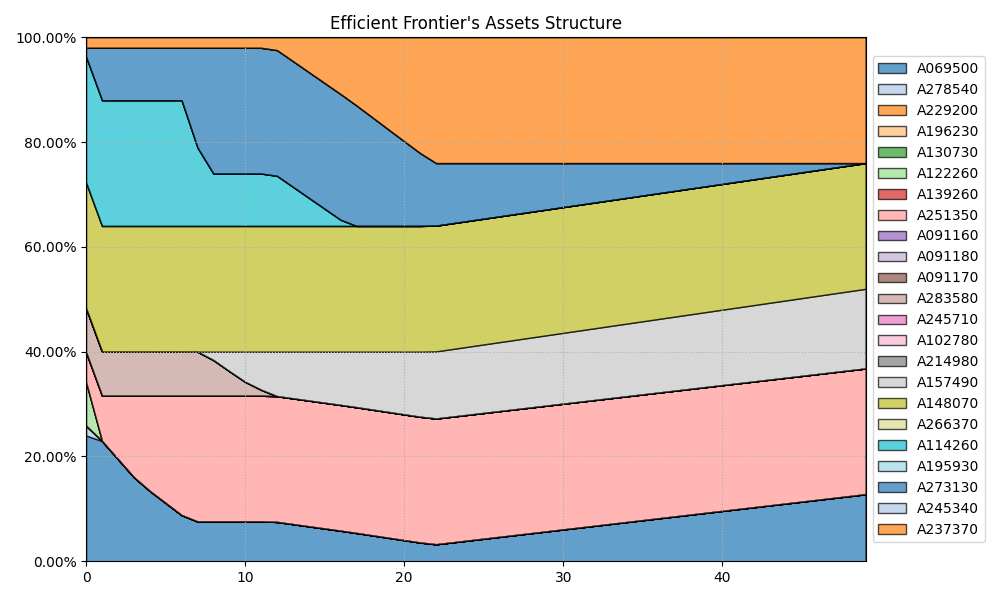 Efficient Frontier's Assets Structure
100.00%
80.00%
60.00%
40.00%
20.00%
0.00%
0
10
20
30
40
A069500
A278540
A229200
A196230
A130730
A122260
A139260
A251350
A091160
A091180
A091170
A283580
A245710
A102780
A214980
A157490
A148070
A266370
A114260
A195930
A273130
A245340
A237370